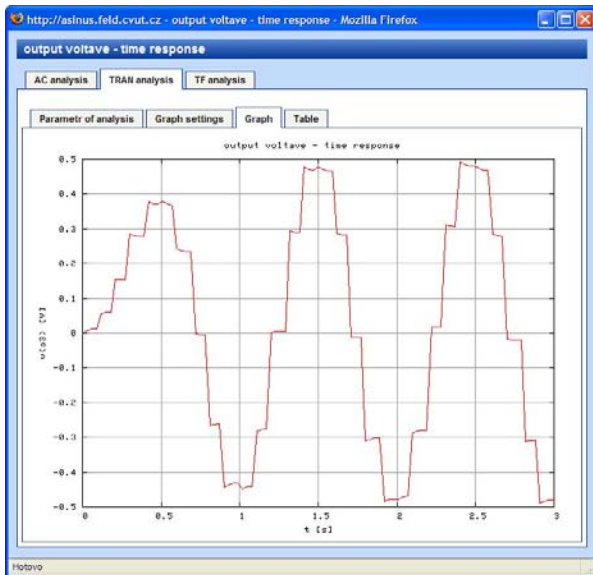 http://asinus.feld.cvut.cz - output voltave - time response - Mozilla Firefox
output voltave - time response
AC analysis TRAN analysis TF analysis
Parametr of analysis Graph settings Graph Table
output voltave - time response
0.5
0.4
0.3
0.2
0.1
0
-0.1
-0.2
-0.3
-0.4
-0.5
v(o3) [V]
0 0.5 1 1.5 2 2.5 3
t [s]
Hotovo